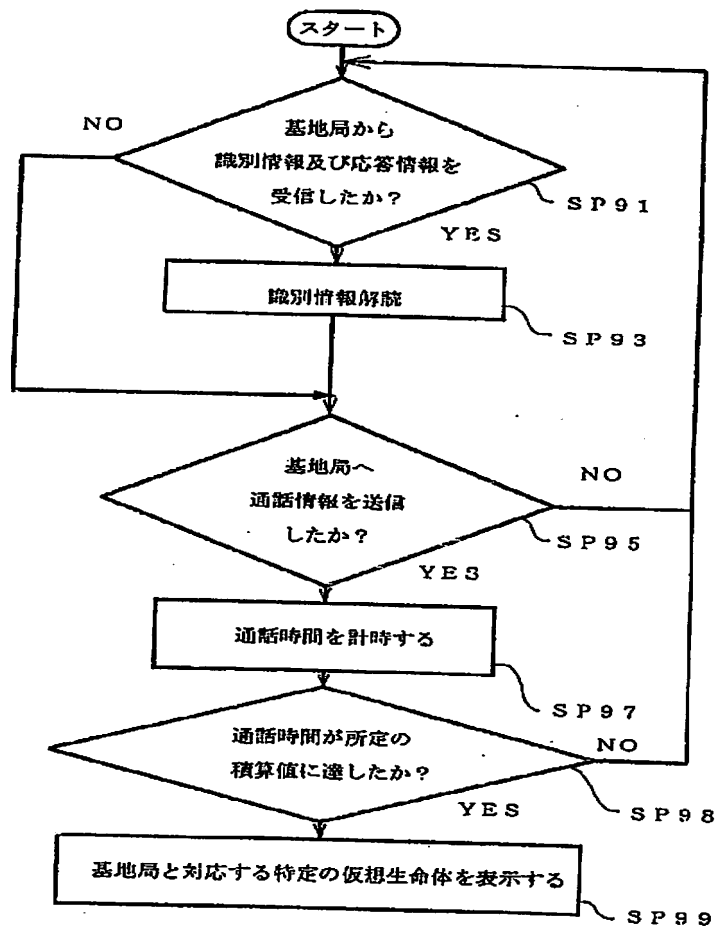 スタート
基地局から
識別情報及び応答情報を
受信したか？
NO
SP91
YES
識別情報解読
SP93
基地局へ
通話情報を送信
したか？
NO
SP95
YES
通話時間を計時する
SP97
通話時間が所定の
積算値に達したか？
NO
SP98
YES
基地局と対応する特定の仮想生命体を表示する
SP99